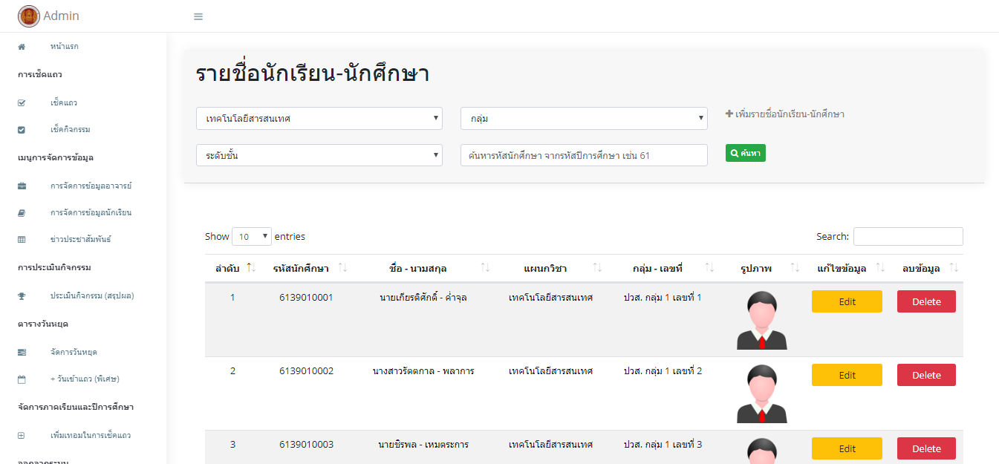 Admin
หน้าแรก
การเช็คแถว
เช็คแถว
เช็คกิจกรรม
เมนูการจัดการข้อมูล
การจัดการข้อมูลอาจารย์
การจัดการข้อมูลนักเรียน
ข่าวประชาสัมพันธ์
การประเมินกิจกรรม
ประเมินกิจกรรม (สรุปผล)
ตารางวันหยุด
จัดการวันหยุด
+ วันเข้าแถว (พิเศษ)
จัดการภาคเรียนและปีการศึกษา
เพิ่มเทอมในการเช็คแถว
ออกจากระบบ
รายชื่อนักเรียน-นักศึกษา
เทคโนโลยีสารสนเทศ กลุ่ม เพิ่มรายชื่อนักเรียน-นักศึกษา
ระดับชั้น ค้นหารหัสนักศึกษา จากรหัสปีการศึกษา เช่น 61 ค้นหา
Show 10 entries Search:
ลำดับ รหัสนักศึกษา ชื่อ - นามสกุล แผนกวิชา กลุ่ม - เลขที่ รูปภาพ แก้ไขข้อมูล ลบข้อมูล
1 6139010001 นายเกียรติศักดิ์ - ค่ำจุล เทคโนโลยีสารสนเทศ ปวส. กลุ่ม 1 เลขที่ 1 Edit Delete
2 6139010002 นางสาวรัตตกาล - พลาการ เทคโนโลยีสารสนเทศ ปวส. กลุ่ม 1 เลขที่ 2 Edit Delete
3 6139010003 นายชิรพล - เหมตระการ เทคโนโลยีสารสนเทศ ปวส. กลุ่ม 1 เลขที่ 3 Edit Delete